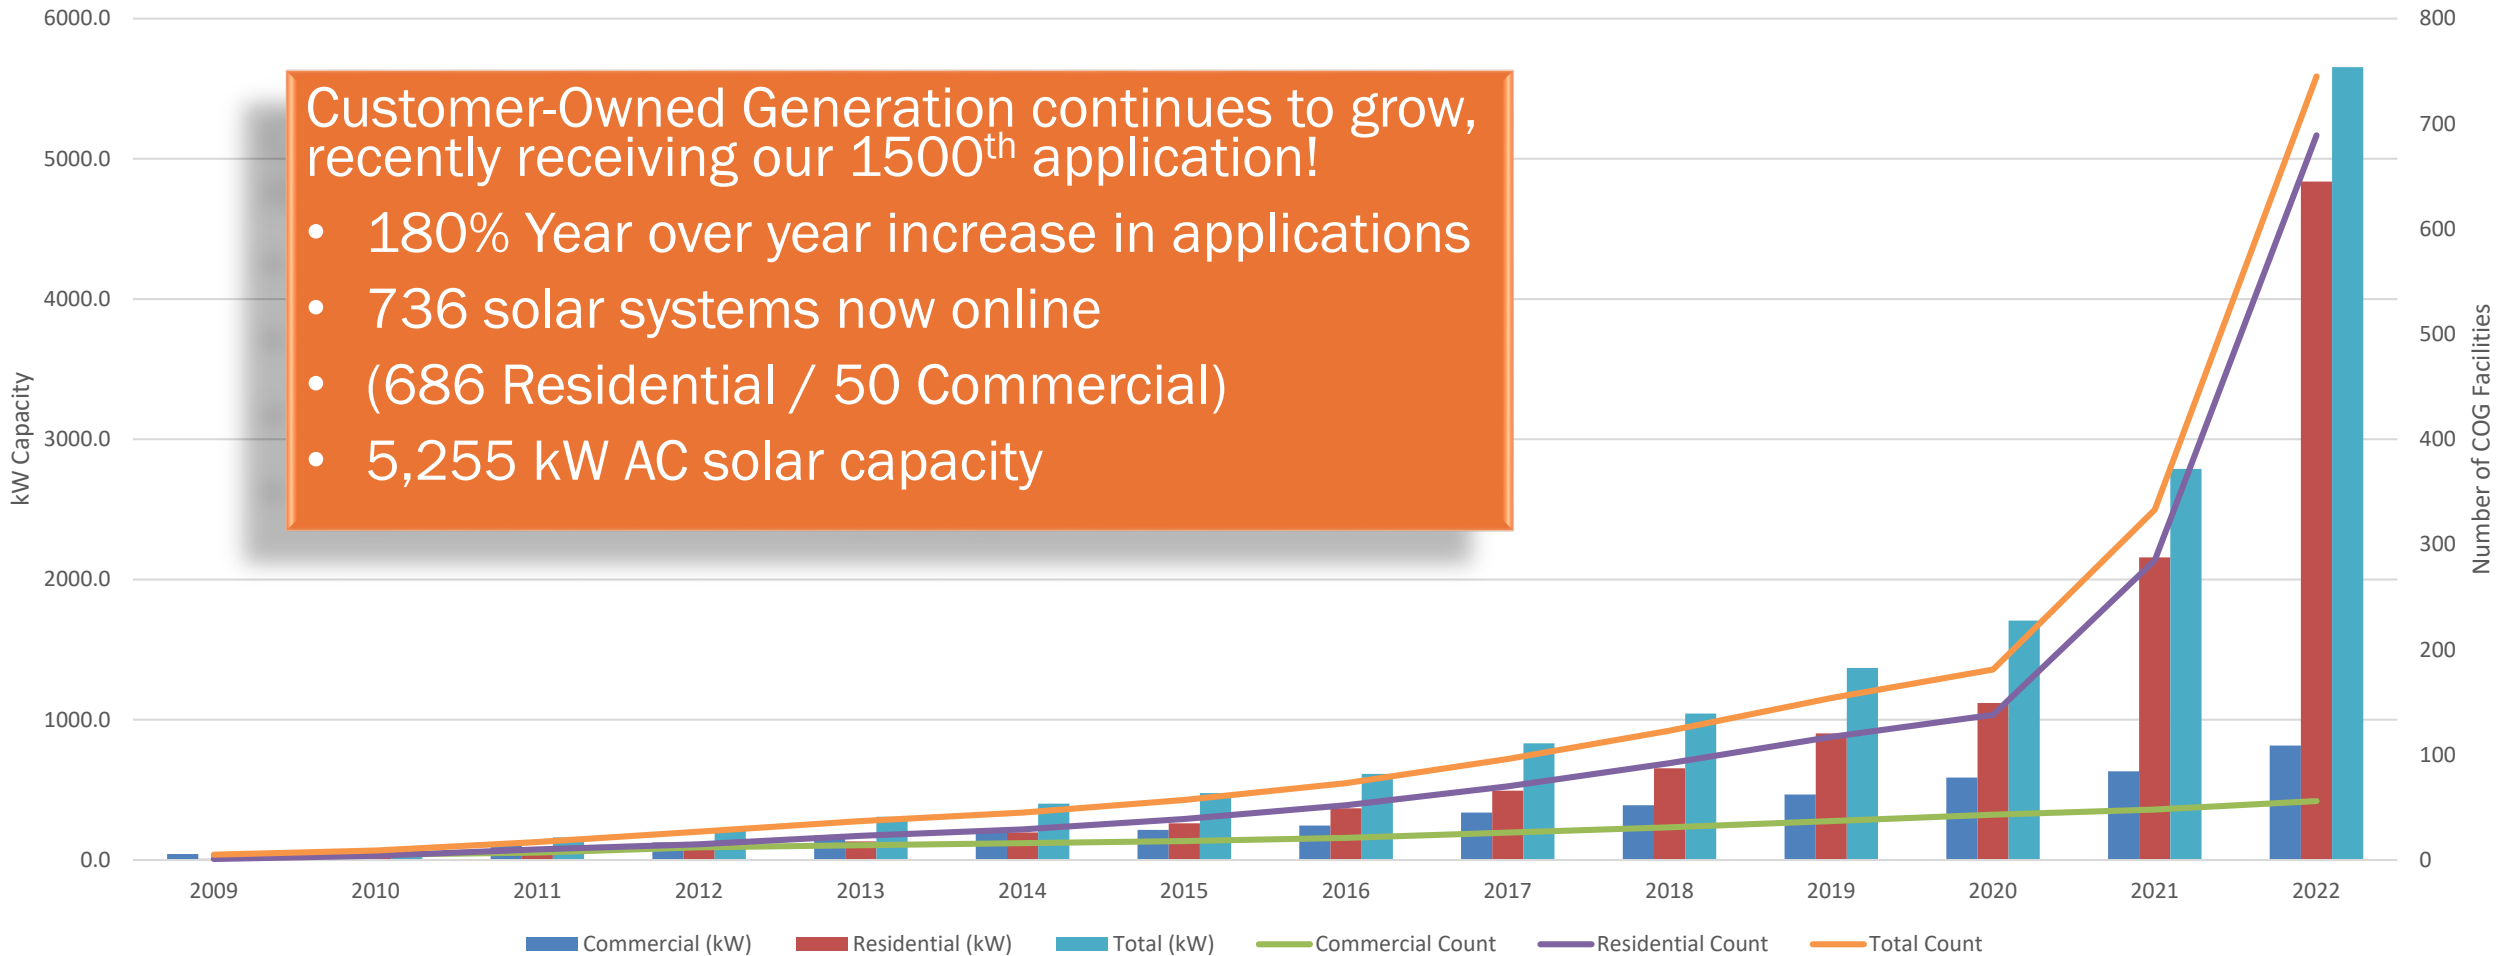 6000.0
5000.0
4000.0
3000.0
2000.0
1000.0
0.0
kW Capacity
Customer-Owned Generation continues to grow,
recently receiving our 1500th application!
• 180% Year over year increase in applications
• 736 solar systems now online
• (686 Residential / 50 Commercial)
• 5,255 kW AC solar capacity
800
700
600
500
400
300
200
100
0
Number of COG Facilities
2009 2010 2011 2012 2013 2014 2015 2016 2017 2018 2019 2020 2021 2022
Commercial (kW) Residential (kW) Total (kW) Commercial Count Residential Count Total Count